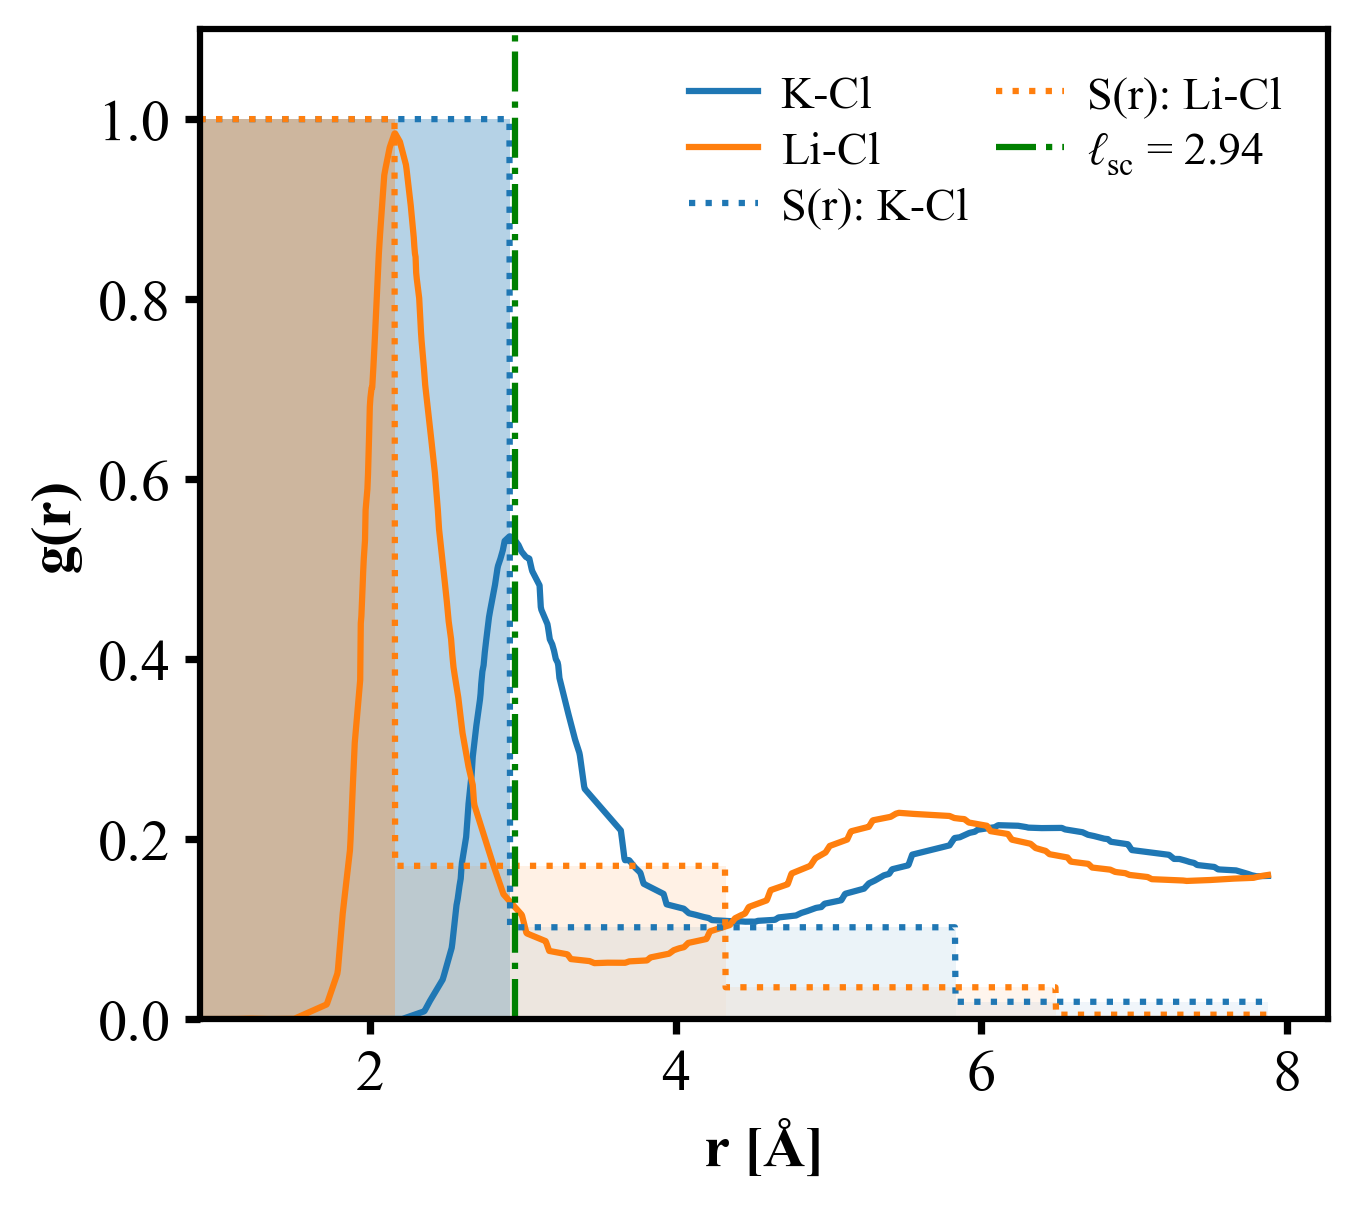 K-Cl
Li-Cl
S(r): K-Cl
S(r): Li-Cl
ℓsc = 2.94
1.0
0.8
0.6
0.4
0.2
0.0
g(r)
2 4 6 8
r [Å]